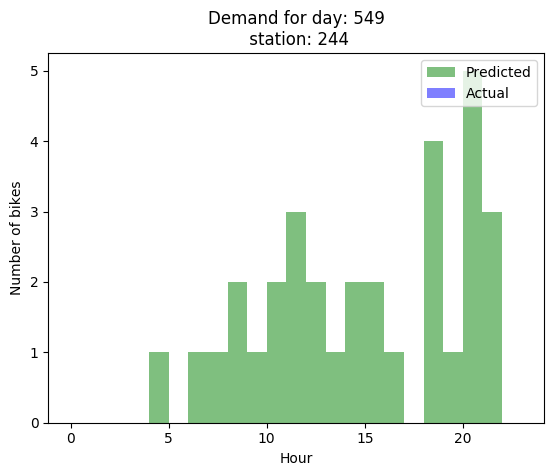 Demand for day: 549
station: 244
Predicted
Actual
Number of bikes
5
4
3
2
1
0
0
5
10
15
20
Hour